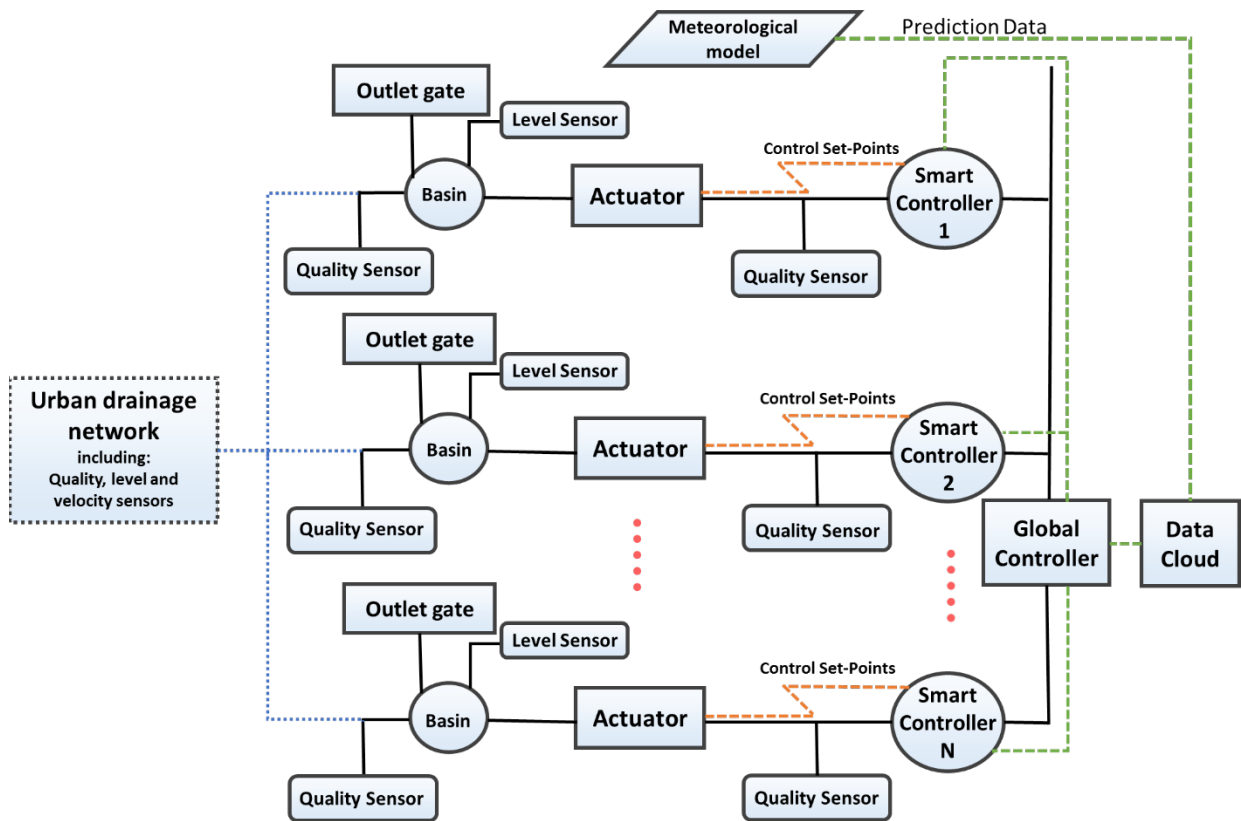 Meteorological
model
Prediction Data
Outlet gate
Level Sensor
Control Set-Points
Basin
Actuator
Smart
Controller
1
Quality Sensor
Quality Sensor
Outlet gate
Level Sensor
Urban drainage
network
including:
Quality, level and
velocity sensors
Control Set-Points
Basin
Actuator
Smart
Controller
2
Quality Sensor
Quality Sensor
Global
Controller
Data
Cloud
Outlet gate
Level Sensor
Control Set-Points
Basin
Actuator
Smart
Controller
N
Quality Sensor
Quality Sensor